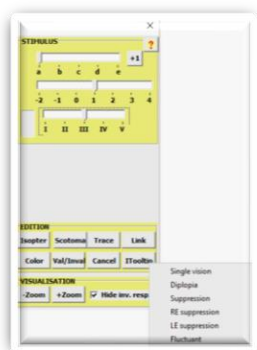 ×
STIMULUS
?
+1
a b c d e
-2 -1 0 1 2 3 4
I II III IV V
EDITION
Isopter Scotoma Trace Link
Color Val/Inval Cancel ITooltip
VISUALISATION
-Zoom +Zoom Hide inv. resp
Single vision
Diplopia
Suppression
RE suppression
LE suppression
Fluctuant